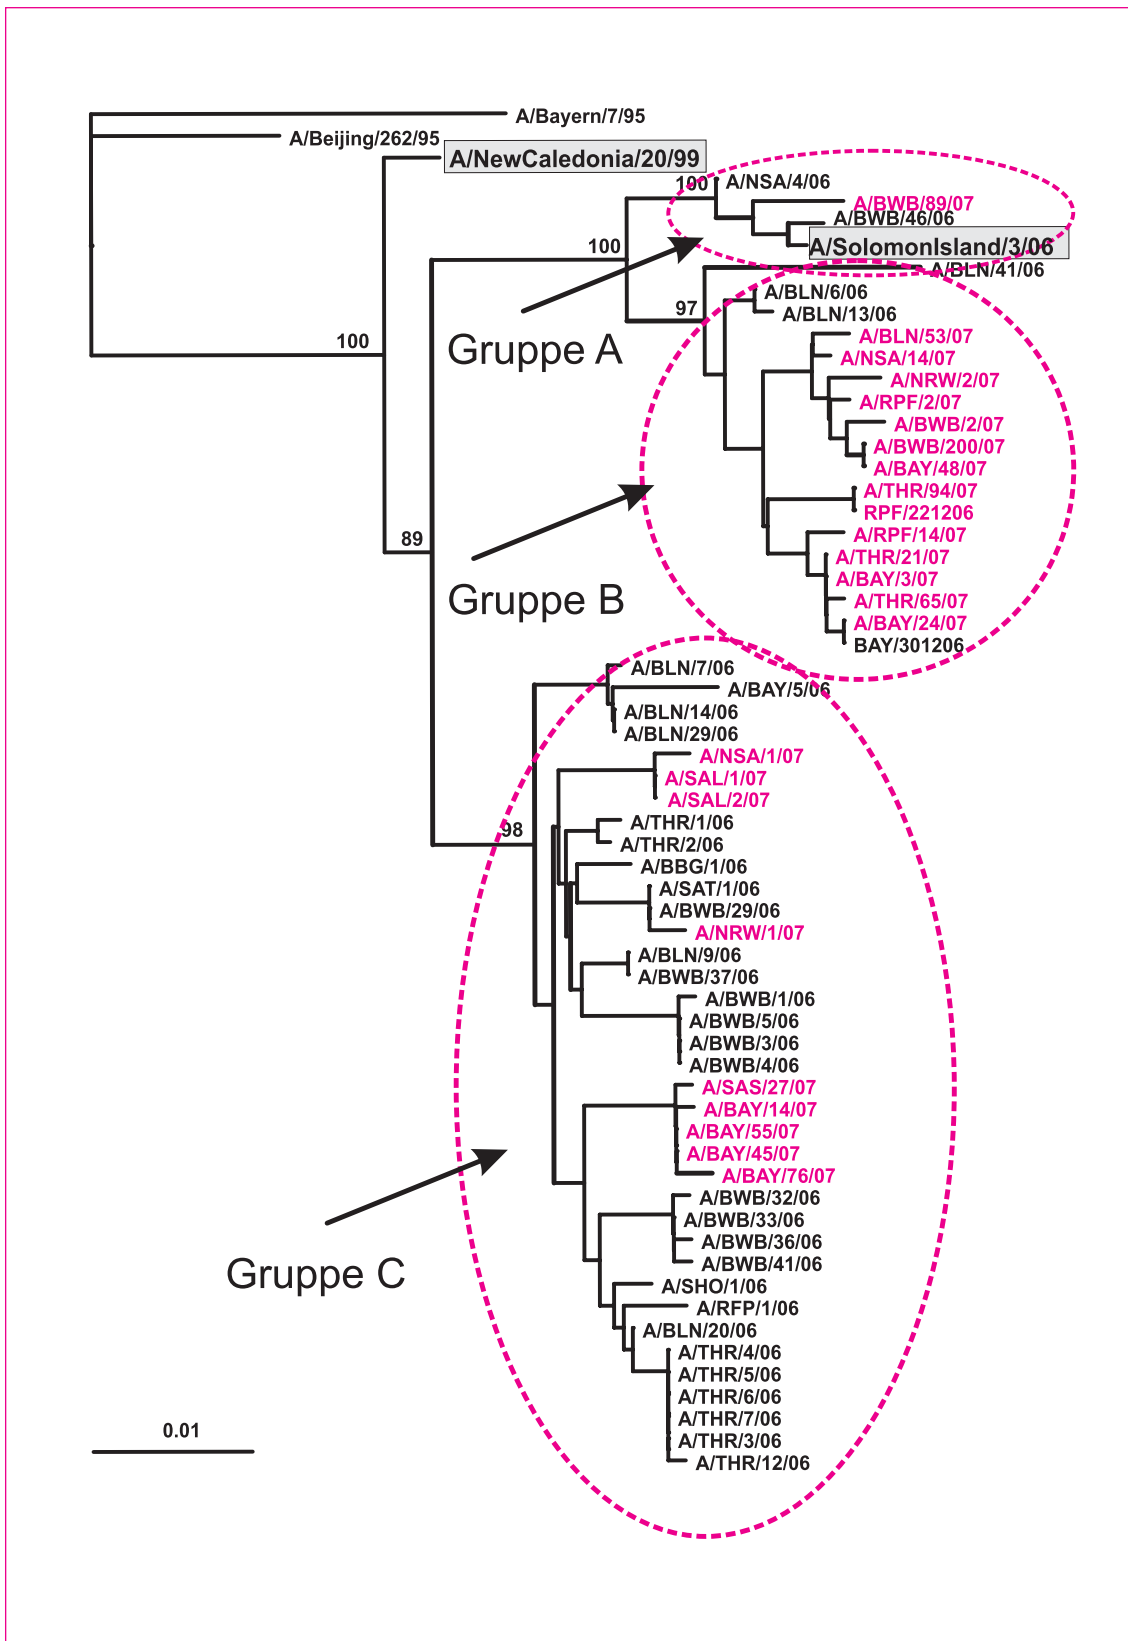 A/Bayern/7/95
A/Beijing/262/95
A/NewCaledonia/20/99
100
A/NSA/4/06
A/BWB/89/07
A/BWB/46/06
100
A/SolomonIsland/3/06
A/BLN/41/06
A/BLN/6/06
97
A/BLN/13/06
100
Gruppe A
A/BLN/53/07
A/NSA/14/07
A/NRW/2/07
A/RPF/2/07
A/BWB/2/07
A/BWB/200/07
A/BAY/48/07
A/THR/94/07
RPF/221206
A/RPF/14/07
89
A/THR/21/07
A/BAY/3/07
Gruppe B
A/THR/65/07
A/BAY/24/07
BAY/301206
A/BLN/7/06
A/BAY/5/06
A/BLN/14/06
A/BLN/29/06
A/NSA/1/07
A/SAL/1/07
A/SAL/2/07
A/THR/1/06
98
A/THR/2/06
A/BBG/1/06
A/SAT/1/06
A/BWB/29/06
A/NRW/1/07
A/BLN/9/06
A/BWB/37/06
A/BWB/1/06
A/BWB/5/06
A/BWB/3/06
A/BWB/4/06
A/SAS/27/07
A/BAY/14/07
A/BAY/55/07
A/BAY/45/07
A/BAY/76/07
A/BWB/32/06
A/BWB/33/06
A/BWB/36/06
A/BWB/41/06
Gruppe C
A/SHO/1/06
A/RFP/1/06
A/BLN/20/06
A/THR/4/06
A/THR/5/06
A/THR/6/06
A/THR/7/06
0.01
A/THR/3/06
A/THR/12/06